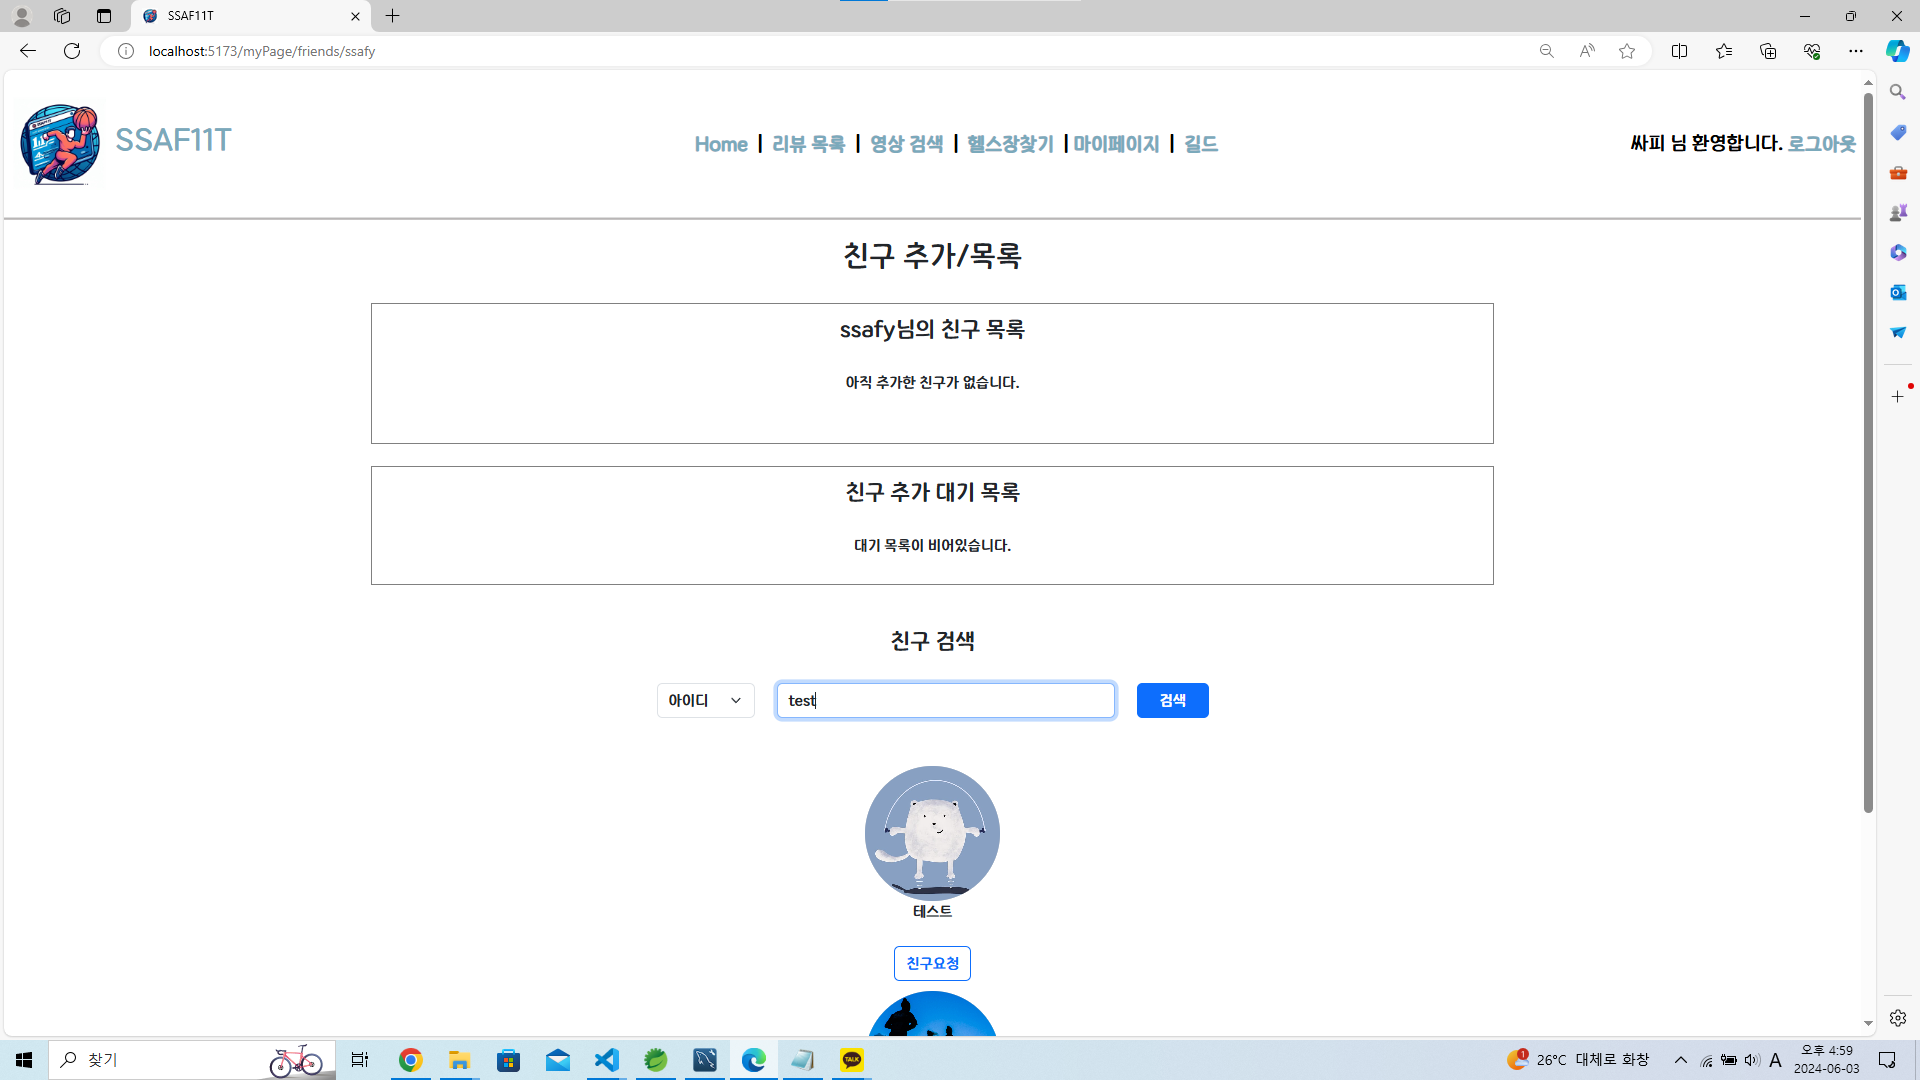 SSAF11T
localhost:5173/myPage/friends/ssafy
SSAF11T
Home | 리뷰 목록 | 영상 검색 | 헬스장찾기 | 마이페이지 | 길드
싸피 님 환영합니다. 로그아웃
친구 추가/목록
ssafy님의 친구 목록
아직 추가한 친구가 없습니다.
친구 추가 대기 목록
대기 목록이 비어있습니다.
친구 검색
아이디 test 검색
테스트
친구요청
찾기
TALK
1
26°C 대체로 화창
A
오후 4:59
2024-06-03